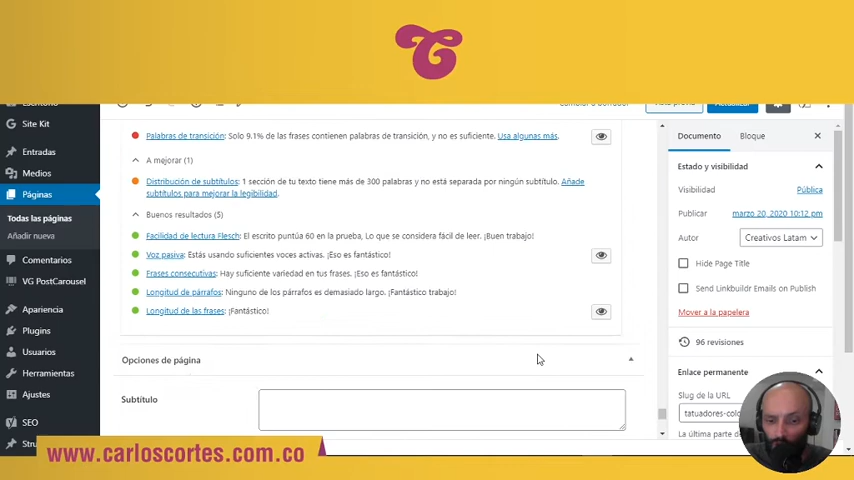 Site Kit
Entradas
Medios
Páginas
Todas las páginas
Añadir nueva
Comentarios
VG PostCarousel
Apariencia
Plugins
Usuarios
Herramientas
Ajustes
SEO
Palabras de transición: Solo 9.1% de las frases contienen palabras de transición, y no es suficiente. Usa algunas más.
A mejorar (1)
Distribución de subtítulos: 1 sección de tu texto tiene más de 300 palabras y no está separada por ningún subtítulo. Añade
subtítulos para mejorar la legibilidad.
Buenos resultados (5)
Facilidad de lectura Flesch: El escrito puntúa 60 en la prueba, Lo que se considera fácil de leer. ¡Buen trabajo!
Voz pasiva: Estás usando suficientes voces activas. ¡Eso es fantástico!
Frases consecutivas: Hay suficiente variedad en tus frases. ¡Eso es fantástico!
Longitud de párrafos: Ninguno de los párrafos es demasiado largo. ¡Fantástico trabajo!
Longitud de las frases: ¡Fantástico!
Opciones de página
Subtítulo
Documento
Bloque
Estado y visibilidad
Visibilidad
Pública
Publicar
marzo 20, 2020 10:12 pm
Autor
Creativos Latam
Hide Page Title
Send Linkbuildr Emails on Publish
Mover a la papelera
96 revisiones
Enlace permanente
Slug de la URL
tatuadores-colo
La última parte de
www.carloscortes.com.co